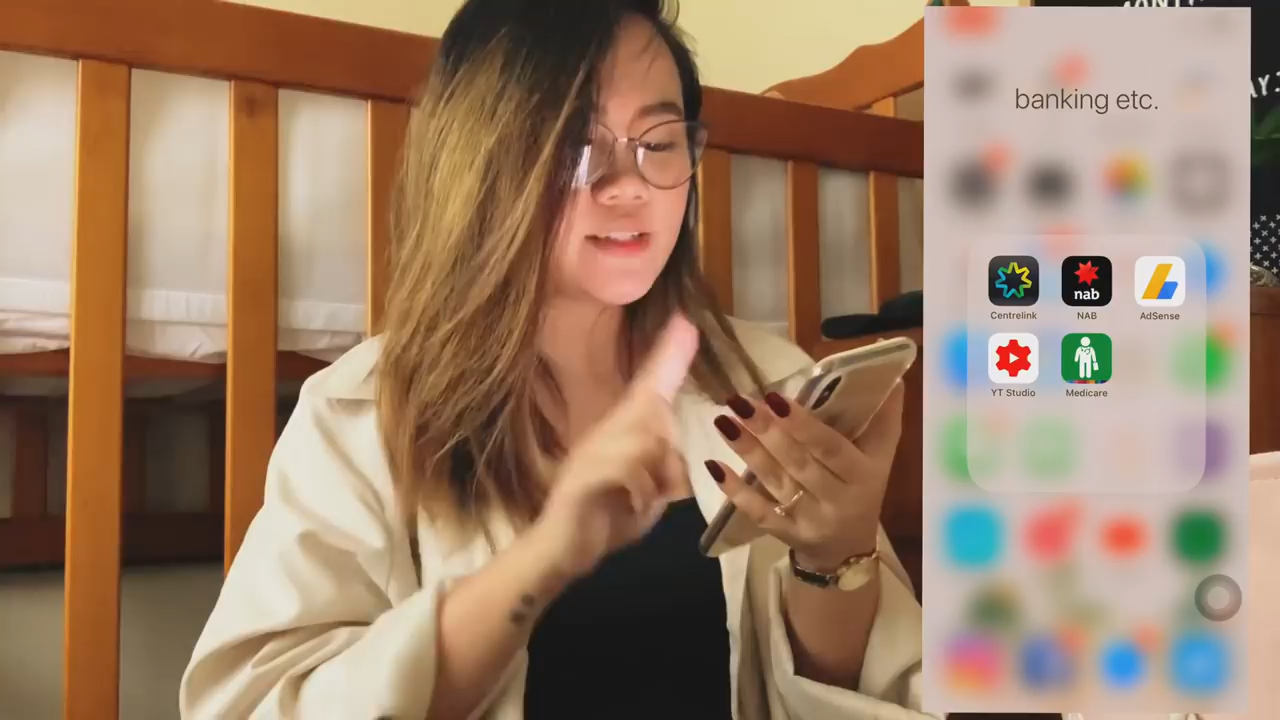 banking etc.
Centrelink
nab
NAB
AdSense
YT Studio
Medicare